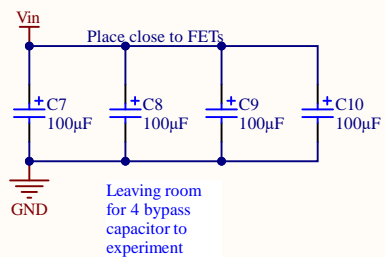 Vin
Place close to FETs
C7
100µF
C8
100µF
C9
100µF
C10
100µF
GND
Leaving room
for 4 bypass
capacitor to
experiment